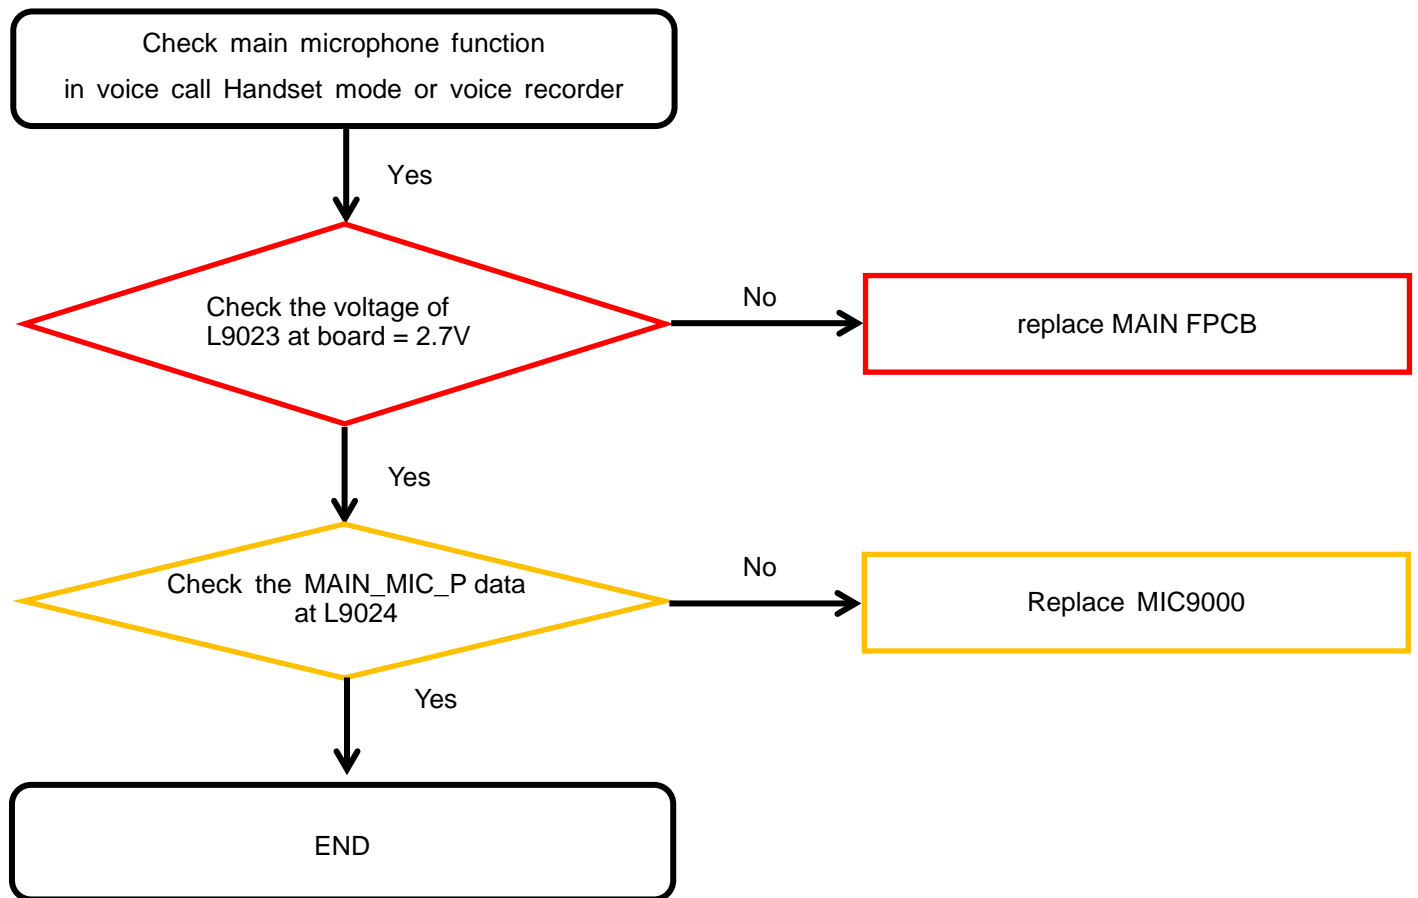 Check main microphone function
in voice call Handset mode or voice recorder
Yes
Check the voltage of
L9023 at board = 2.7V
No
replace MAIN FPCB
Yes
Check the MAIN_MIC_P data
at L9024
No
Replace MIC9000
Yes
END